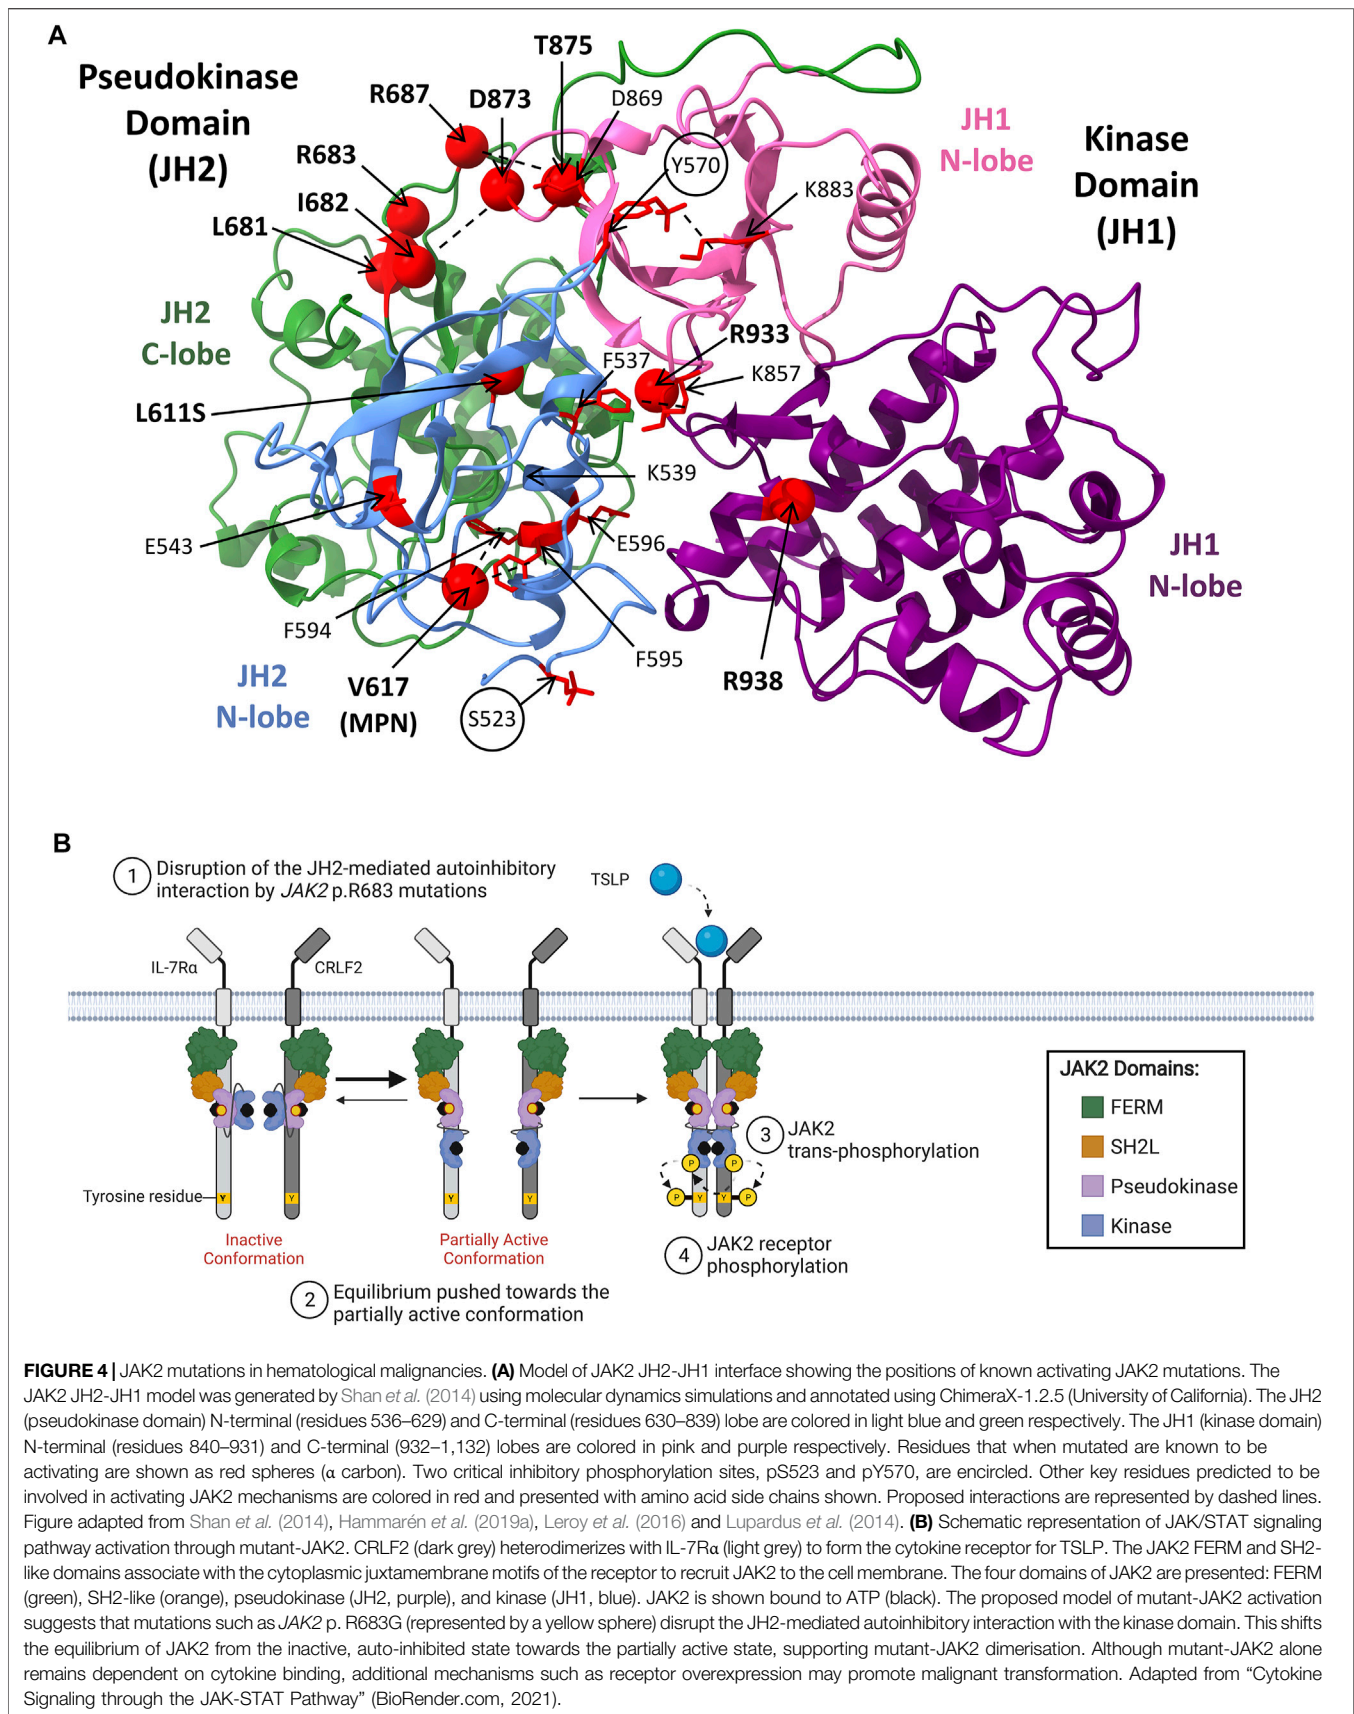 A
Pseudokinase
Domain
(JH2)
T875
R687
D873
D869
JH1
N-lobe
Kinase
Domain
(JH1)
Y570
K883
R683
I682
L681
JH2
C-lobe
R933
F537
K857
L611S
K539
E543
E596
JH1
N-lobe
F594
F595
JH2
N-lobe
V617
(MPN)
S523
R938
B
1
Disruption of the JH2-mediated autoinhibitory
interaction by JAK2 p.R683 mutations
TSLP
IL-7Rα
CRLF2
JAK2 Domains:
FERM
SH2L
Pseudokinase
Kinase
3
JAK2
trans-phosphorylation
P
P
Tyrosine residue
Y
Y
Y
Y
P
Y
Y
P
Inactive
Conformation
Partially Active
Conformation
4
JAK2 receptor
phosphorylation
2
Equilibrium pushed towards the
partially active conformation
FIGURE 4 | JAK2 mutations in hematological malignancies. (A) Model of JAK2 JH2-JH1 interface showing the positions of known activating JAK2 mutations. The
JAK2 JH2-JH1 model was generated by Shan et al. (2014) using molecular dynamics simulations and annotated using ChimeraX-1.2.5 (University of California). The JH2
(pseudokinase domain) N-terminal (residues 536–629) and C-terminal (residues 630–839) lobe are colored in light blue and green respectively. The JH1 (kinase domain)
N-terminal (residues 840–931) and C-terminal (932–1,132) lobes are colored in pink and purple respectively. Residues that when mutated are known to be
activating are shown as red spheres (α carbon). Two critical inhibitory phosphorylation sites, pS523 and pY570, are encircled. Other key residues predicted to be
involved in activating JAK2 mechanisms are colored in red and presented with amino acid side chains shown. Proposed interactions are represented by dashed lines.
Figure adapted from Shan et al. (2014), Hammarén et al. (2019a), Leroy et al. (2016) and Lupardus et al. (2014). (B) Schematic representation of JAK/STAT signaling
pathway activation through mutant-JAK2. CRLF2 (dark grey) heterodimerizes with IL-7Rα (light grey) to form the cytokine receptor for TSLP. The JAK2 FERM and SH2-
like domains associate with the cytoplasmic juxtamembrane motifs of the receptor to recruit JAK2 to the cell membrane. The four domains of JAK2 are presented: FERM
(green), SH2-like (orange), pseudokinase (JH2, purple), and kinase (JH1, blue). JAK2 is shown bound to ATP (black). The proposed model of mutant-JAK2 activation
suggests that mutations such as JAK2 p. R683G (represented by a yellow sphere) disrupt the JH2-mediated autoinhibitory interaction with the kinase domain. This shifts
the equilibrium of JAK2 from the inactive, auto-inhibited state towards the partially active state, supporting mutant-JAK2 dimerisation. Although mutant-JAK2 alone
remains dependent on cytokine binding, additional mechanisms such as receptor overexpression may promote malignant transformation. Adapted from “Cytokine
Signaling through the JAK-STAT Pathway” (BioRender.com, 2021).